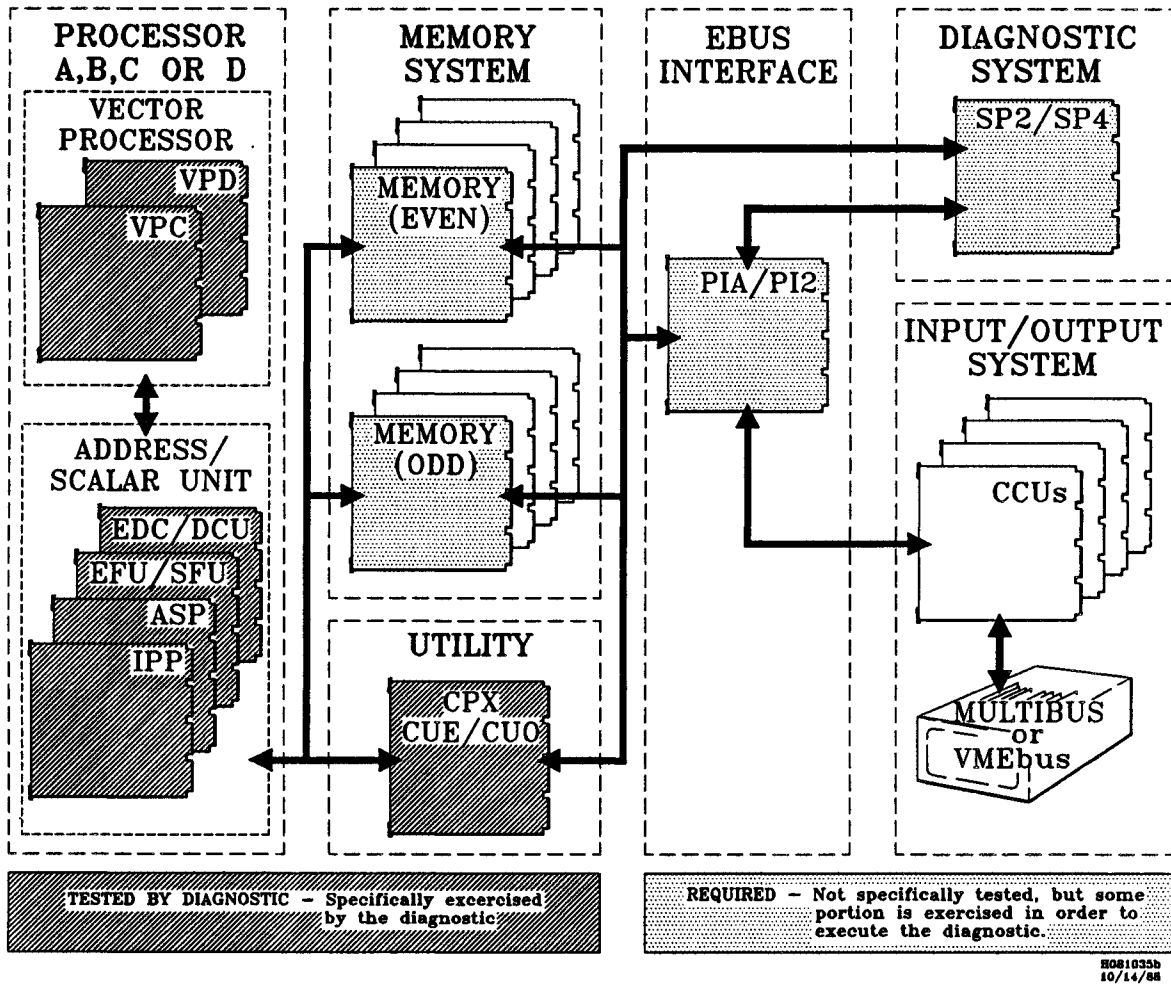 PROCESSOR
A,B,C OR D
VECTOR
PROCESSOR
VPD
VPC
ADDRESS/
SCALAR UNIT
EDC/DCU
EFU/SFU
ASP
IPP
MEMORY
SYSTEM
MEMORY
(EVEN)
MEMORY
(ODD)
UTILITY
CPX
CUE/CUO
EBUS
INTERFACE
PIA/PI2
DIAGNOSTIC
SYSTEM
SP2/SP4
INPUT/OUTPUT
SYSTEM
CCUs
MULTIBUS
or
VMEbus
TESTED BY DIAGNOSTIC – Specifically excercised
by the diagnostic
REQUIRED – Not specifically tested, but some
portion is exercised in order to
execute the diagnostic.
H081035b
10/14/88